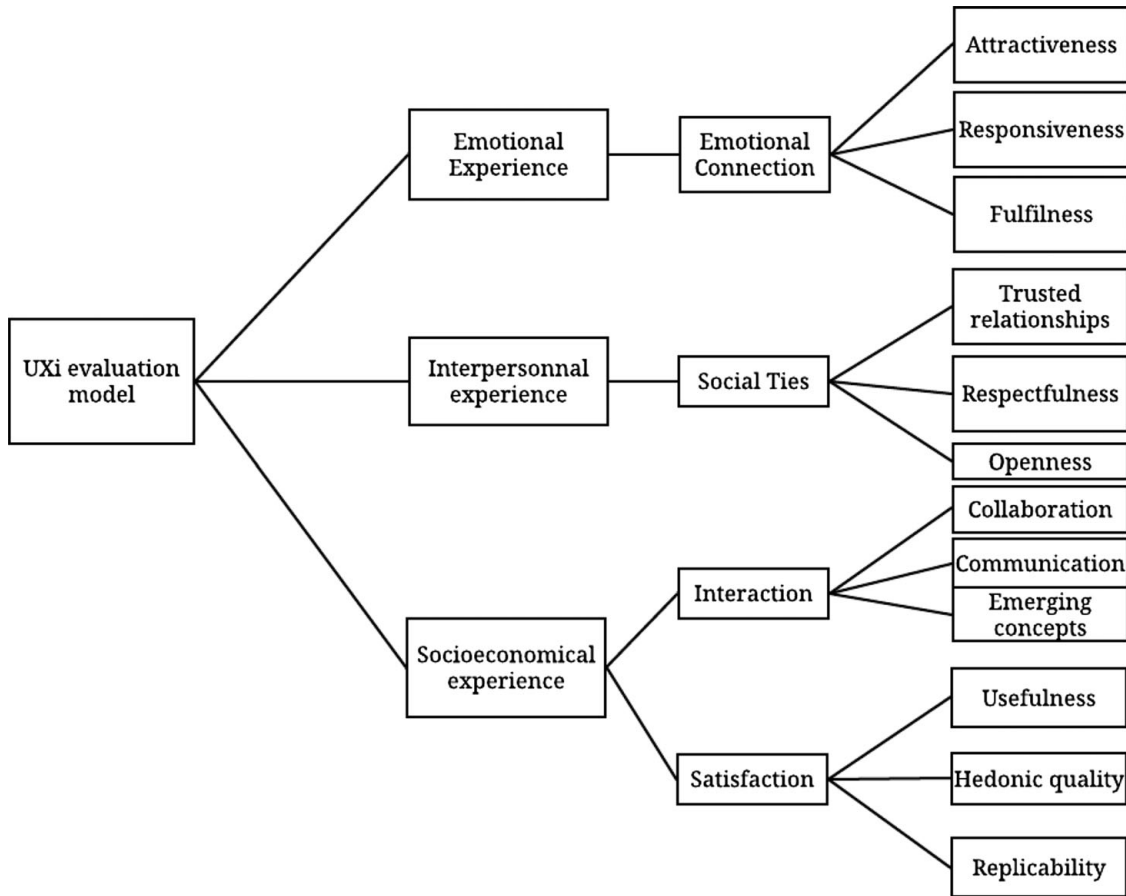 UXi evaluation
model
Emotional
Experience
Emotional
Connection
Attractiveness
Responsiveness
Fulfilness
Interpersonnal
experience
Social Ties
Trusted
relationships
Respectfulness
Openness
Socioeconomical
experience
Interaction
Collaboration
Communication
Emerging
concepts
Satisfaction
Usefulness
Hedonic quality
Replicability